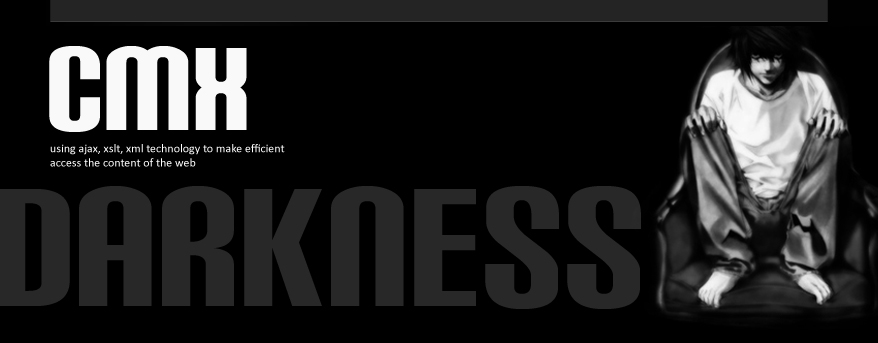 CMX
using ajax, xslt, xml technology to make efficient
access the content of the web
DARKNESS